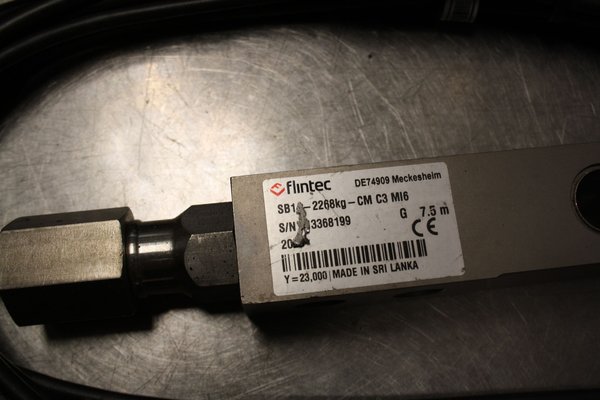 flintec
DE74909 Meckesheim
-2268kg-CM C3 MI6
S/N 3368199
G 7.5 m
CE
Y=23,000 MADE IN SRI LANKA